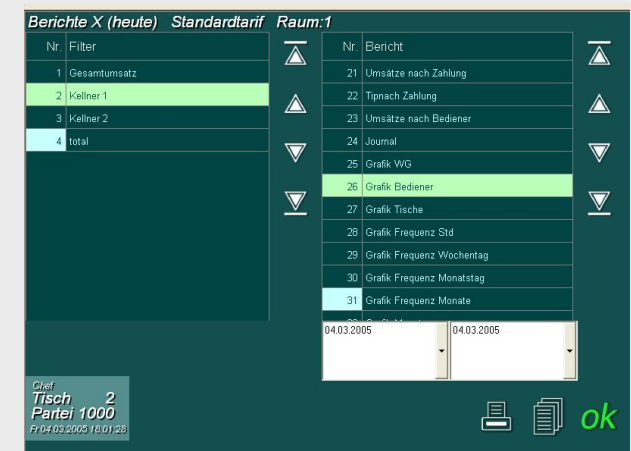 Berichte X (heute) Standardtarif Raum:1
Nr. Filter
1 Gesamtumsatz
2 Kellner 1
3 Kellner 2
4 total
Nr. Bericht
21 Umsätze nach Zahlung
22 Tipnach Zahlung
23 Umsätze nach Bediener
24 Journal
25 Grafik WG
26 Grafik Bediener
27 Grafik Tische
28 Grafik Frequenz Std
29 Grafik Frequenz Wochentag
30 Grafik Frequenz Monatstag
31 Grafik Frequenz Monate
04.03.2005 04.03.2005
Chef
Tisch 2
Partei 1000
Fr 04.03.2005 18:01:28
ok